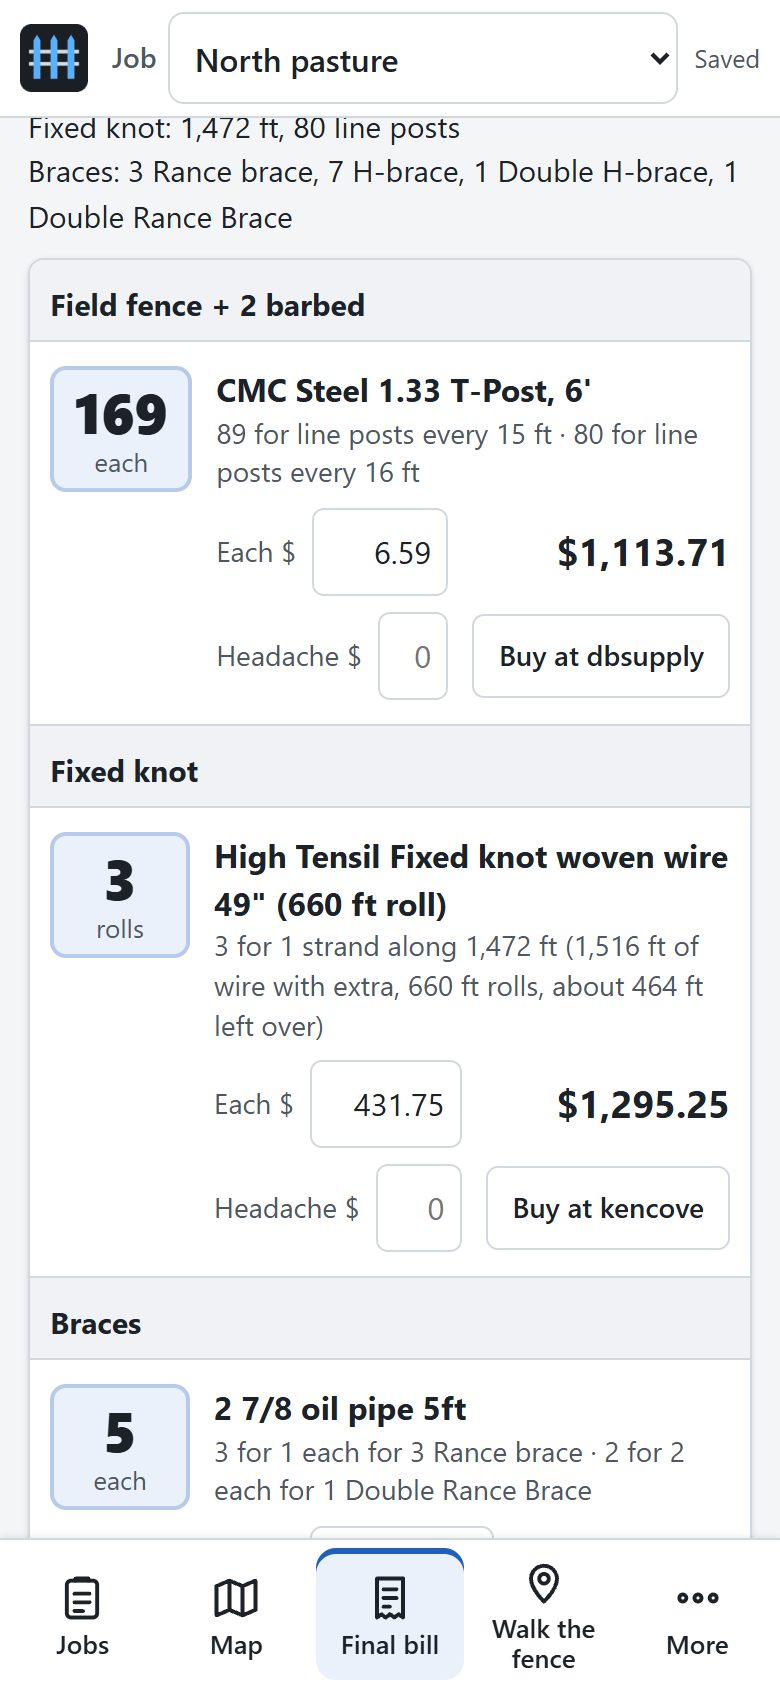 Job
North pasture
Saved
Fixed knot: 1,472 ft, 80 line posts
Braces: 3 Rance brace, 7 H-brace, 1 Double H-brace, 1
Double Rance Brace
Field fence + 2 barbed
169
each
CMC Steel 1.33 T-Post, 6'
89 for line posts every 15 ft · 80 for line
posts every 16 ft
Each $
6.59
$1,113.71
Headache $
0
Buy at dbsupply
Fixed knot
3
rolls
High Tensil Fixed knot woven wire
49" (660 ft roll)
3 for 1 strand along 1,472 ft (1,516 ft of
wire with extra, 660 ft rolls, about 464 ft
left over)
Each $
431.75
$1,295.25
Headache $
0
Buy at kencove
Braces
5
each
2 7/8 oil pipe 5ft
3 for 1 each for 3 Rance brace · 2 for 2
each for 1 Double Rance Brace
Jobs
Map
Final bill
Walk the
fence
More